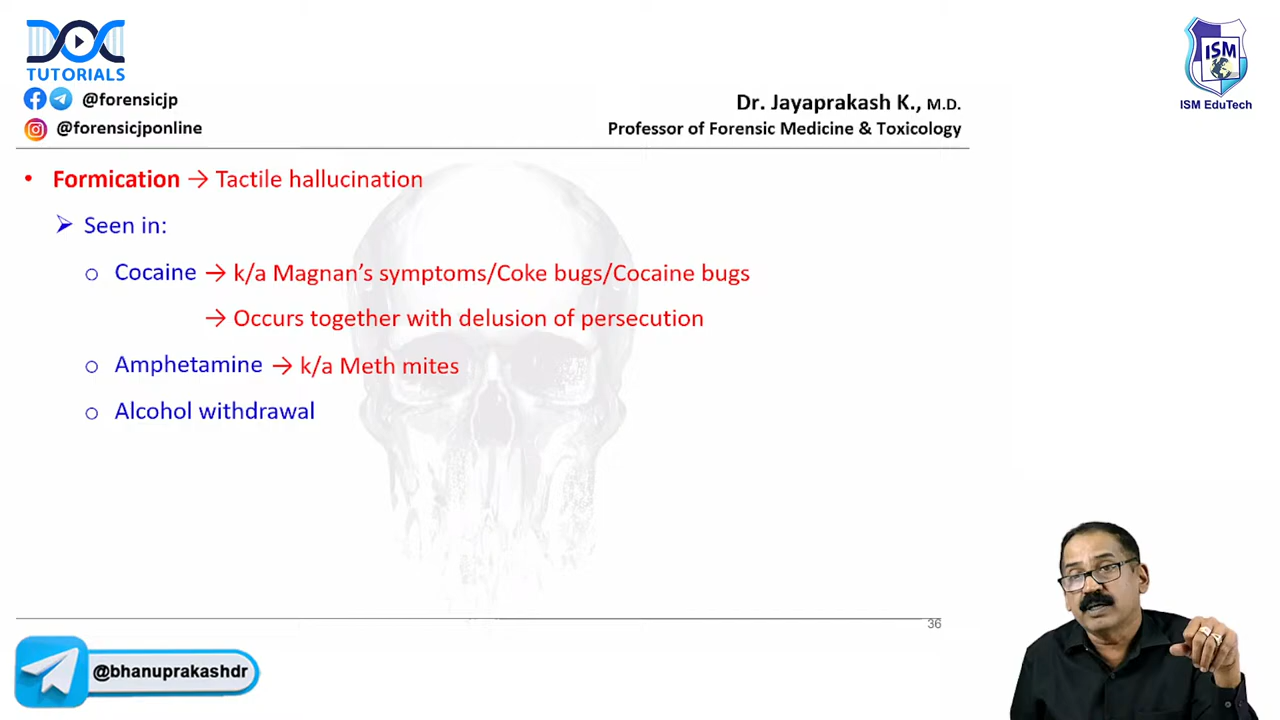 DOC
TUTORIALS
@forensicjp
@forensicjponline
Dr. Jayaprakash K., M.D.
Professor of Forensic Medicine & Toxicology
ISM
ISM EduTech
• Formication → Tactile hallucination
➢ Seen in:
o Cocaine → k/a Magnan's symptoms/Coke bugs/Cocaine bugs
→ Occurs together with delusion of persecution
o Amphetamine → k/a Meth mites
o Alcohol withdrawal
36
@bhanuprakashdr